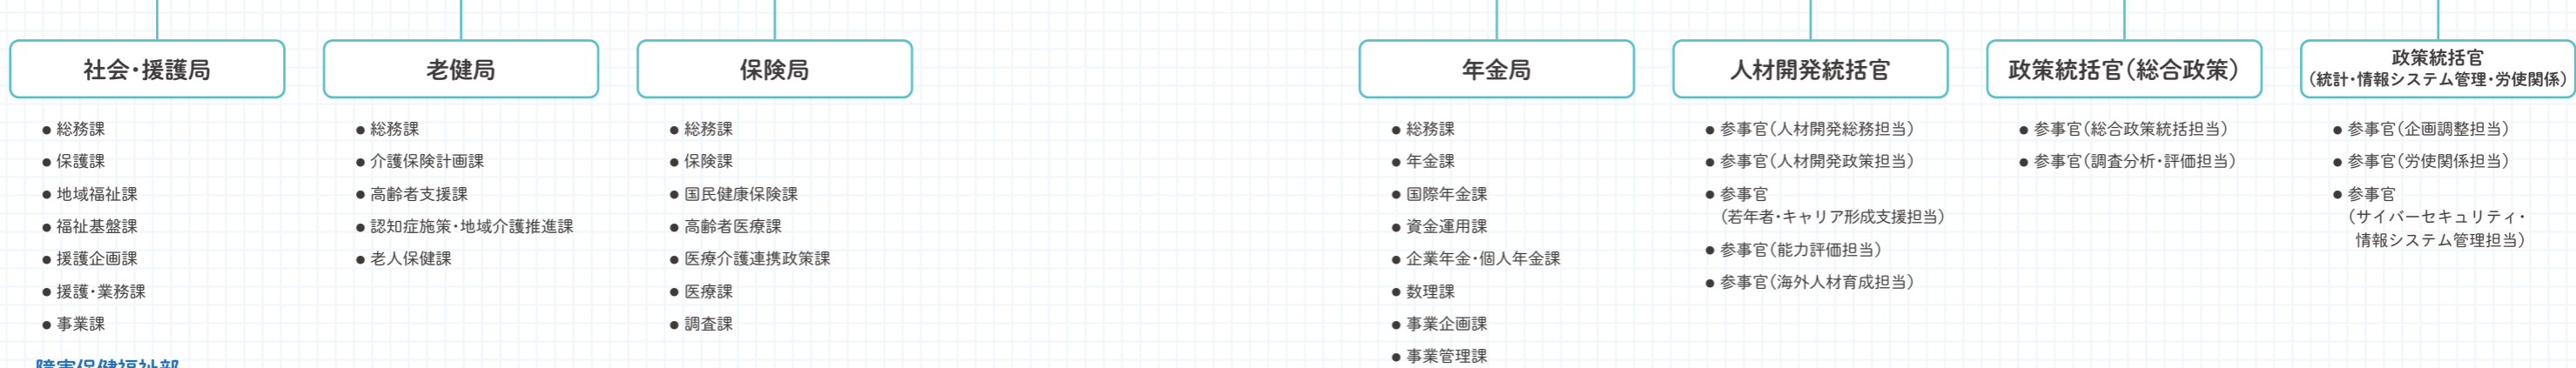 社会・援護局
● 総務課
● 保護課
● 地域福祉課
● 福祉基盤課
● 援護企画課
● 援護・業務課
● 事業課
障害保健福祉部
老健局
● 総務課
● 介護保険計画課
● 高齢者支援課
● 認知症施策・地域介護推進課
● 老人保健課
保険局
● 総務課
● 保険課
● 国民健康保険課
● 高齢者医療課
● 医療介護連携政策課
● 医療課
● 調査課
年金局
● 総務課
● 年金課
● 国際年金課
● 資金運用課
● 企業年金・個人年金課
● 数理課
● 事業企画課
● 事業管理課
人材開発統括官
● 参事官（人材開発総務担当）
● 参事官（人材開発政策担当）
● 参事官
（若年者・キャリア形成支援担当）
● 参事官（能力評価担当）
● 参事官（海外人材育成担当）
政策統括官（総合政策）
● 参事官（総合政策統括担当）
● 参事官（調査分析・評価担当）
政策統括官
（統計・情報システム管理・労使関係）
● 参事官（企画調整担当）
● 参事官（労使関係担当）
● 参事官
（サイバーセキュリティ・
情報システム管理担当）